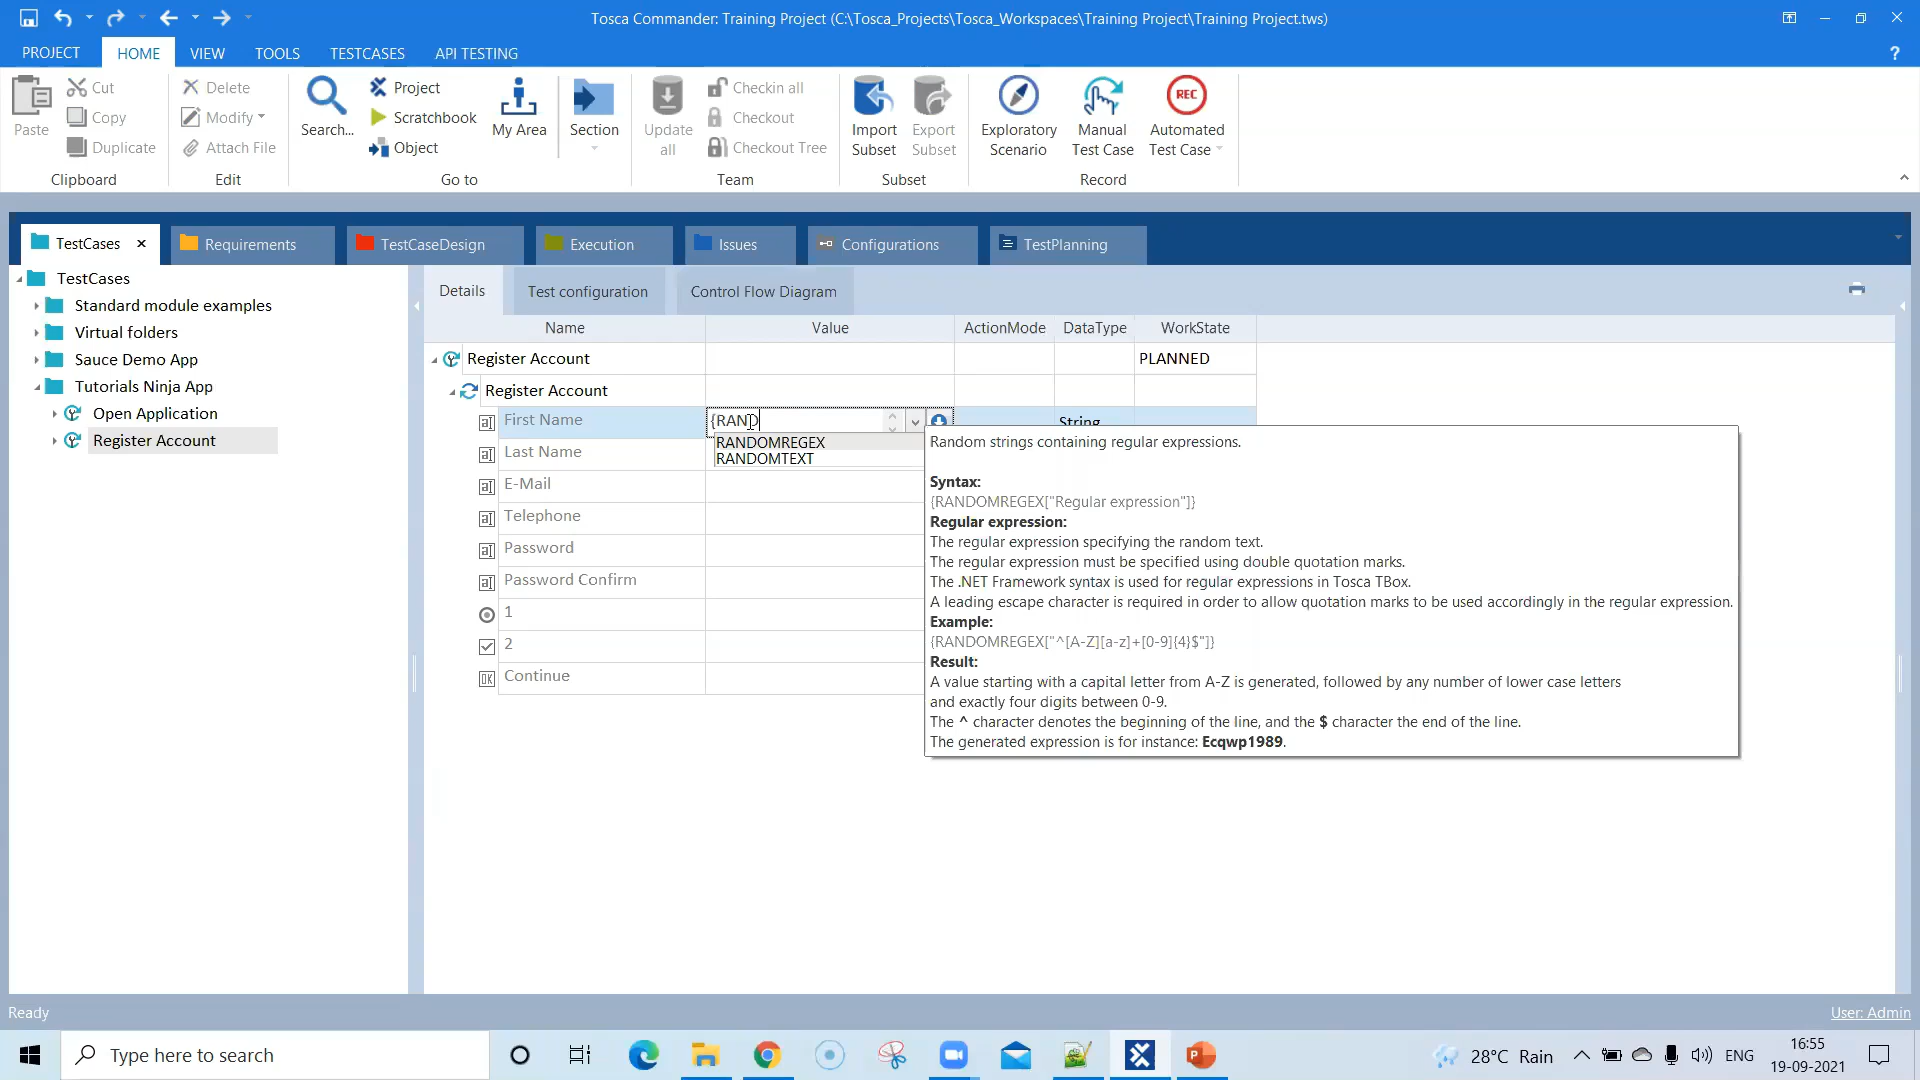 Tosca Commander: Training Project (C:\Tosca_Projects\Tosca_Workspaces\Training Project\Training Project.tws)
PROJECT HOME VIEW TOOLS TESTCASES API TESTING ?
Paste
Cut
Copy
Duplicate
Clipboard
Delete
Modify
Attach File
Edit
Search...
Project
Scratchbook
Object
My Area
Go to
Section
Update all
Checkin all
Checkout
Checkout Tree
Team
Import Subset
Export Subset
Subset
Exploratory Scenario
Manual Test Case
REC
Automated Test Case
Record
TestCases Requirements TestCaseDesign Execution Issues Configurations TestPlanning
TestCases
Standard module examples
Virtual folders
Sauce Demo App
Tutorials Ninja App
Open Application
Register Account
Details Test configuration Control Flow Diagram
Name Value ActionMode DataType WorkState
Register Account PLANNED
Register Account
First Name {RAND String
RANDOMREGEX
RANDOMTEXT
Last Name
E-Mail
Telephone
Password
Password Confirm
1
2
OK Continue
Random strings containing regular expressions.
Syntax:
{RANDOMREGEX["Regular expression"]}
Regular expression:
The regular expression specifying the random text.
The regular expression must be specified using double quotation marks.
The .NET Framework syntax is used for regular expressions in Tosca TBox.
A leading escape character is required in order to allow quotation marks to be used accordingly in the regular expression.
Example:
{RANDOMREGEX["^[A-Z][a-z]+[0-9]{4}$"]}
Result:
A value starting with a capital letter from A-Z is generated, followed by any number of lower case letters
and exactly four digits between 0-9.
The ^ character denotes the beginning of the line, and the $ character the end of the line.
The generated expression is for instance: Ecqwp1989.
Ready User: Admin
Type here to search
28°C Rain
ENG
16:55
19-09-2021